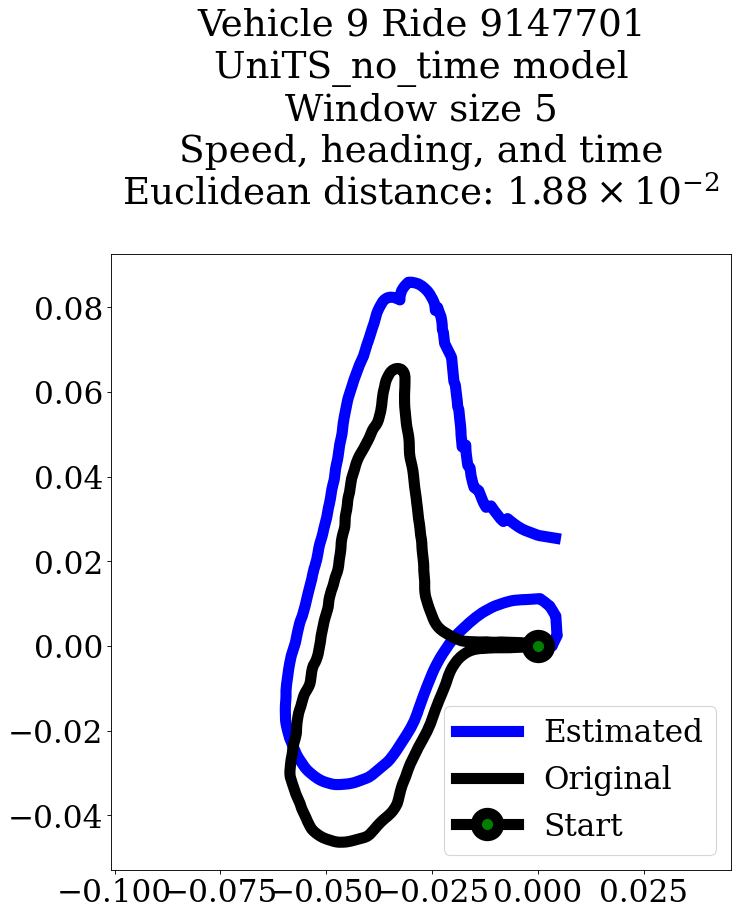 Vehicle 9 Ride 9147701
UniTS_no_time model
Window size 5
Speed, heading, and time
Euclidean distance: 1.88 × 10⁻²
0.08
0.06
0.04
0.02
0.00
−0.02
−0.04
−0.100 −0.075 −0.050 −0.025 0.000 0.025
Estimated
Original
Start